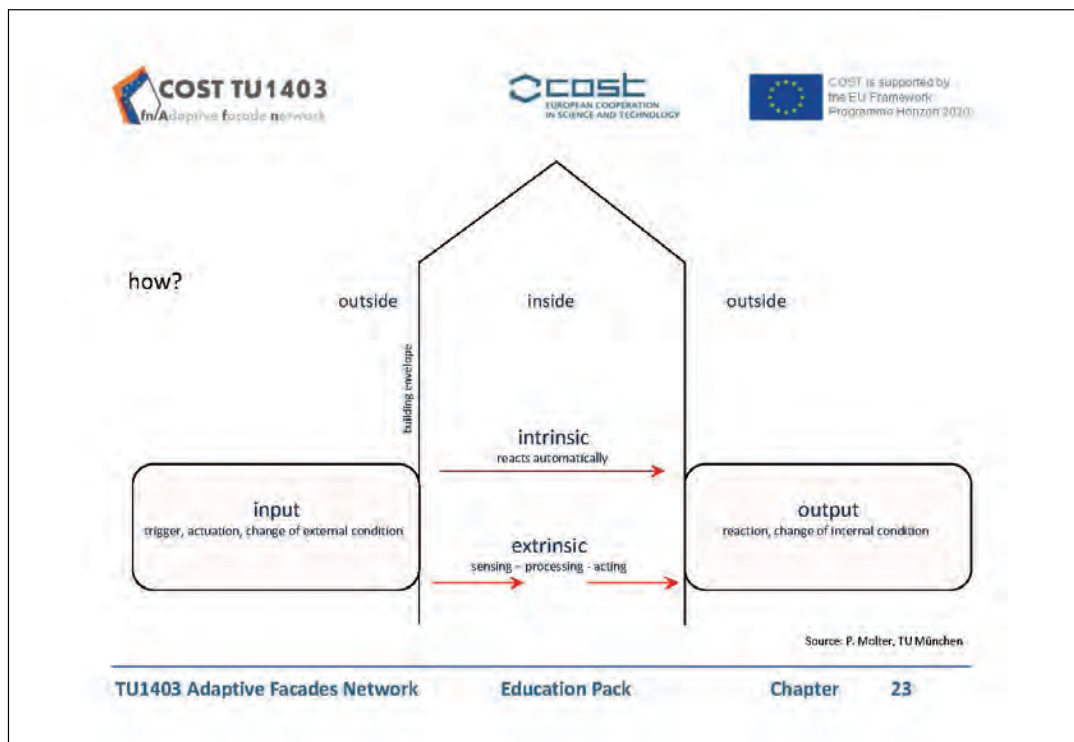 COST TU1403
fn/Adaptive facade network
cost
EUROPEAN COOPERATION
IN SCIENCE AND TECHNOLOGY
COST is supported by
the EU Framework
Programme Horizon 2020
how?
outside
inside
outside
building envelope
intrinsic
reacts automatically
input
trigger, actuation, change of external condition
output
reaction, change of internal condition
extrinsic
sensing – processing - acting
Source: P. Molter, TU München
TU1403 Adaptive Facades Network
Education Pack
Chapter 23